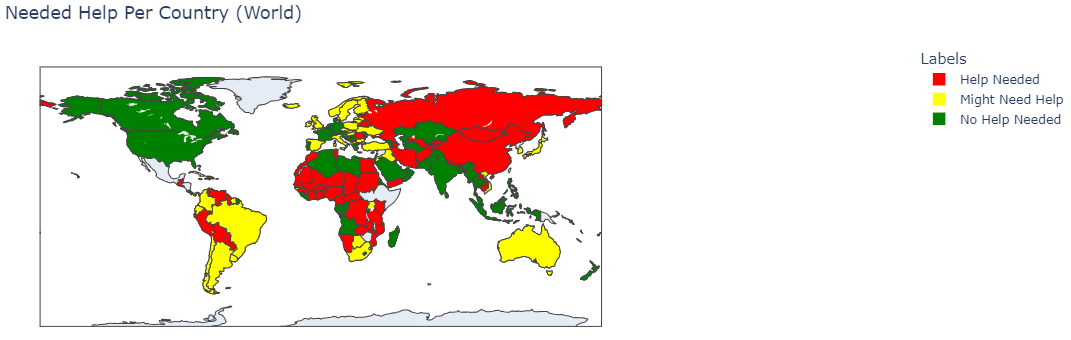 Needed Help Per Country (World)
Labels
Help Needed
Might Need Help
No Help Needed